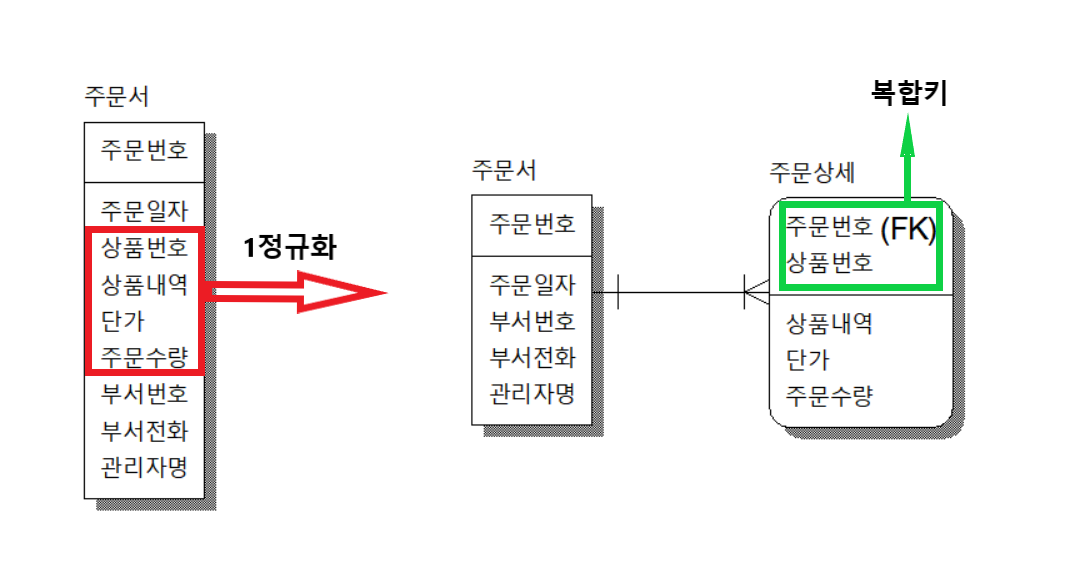 주문서
주문번호
주문일자
상품번호
상품내역
단가
주문수량
부서번호
부서전화
관리자명
1정규화
주문서
주문번호
주문일자
부서번호
부서전화
관리자명
복합키
주문상세
주문번호 (FK)
상품번호
상품내역
단가
주문수량